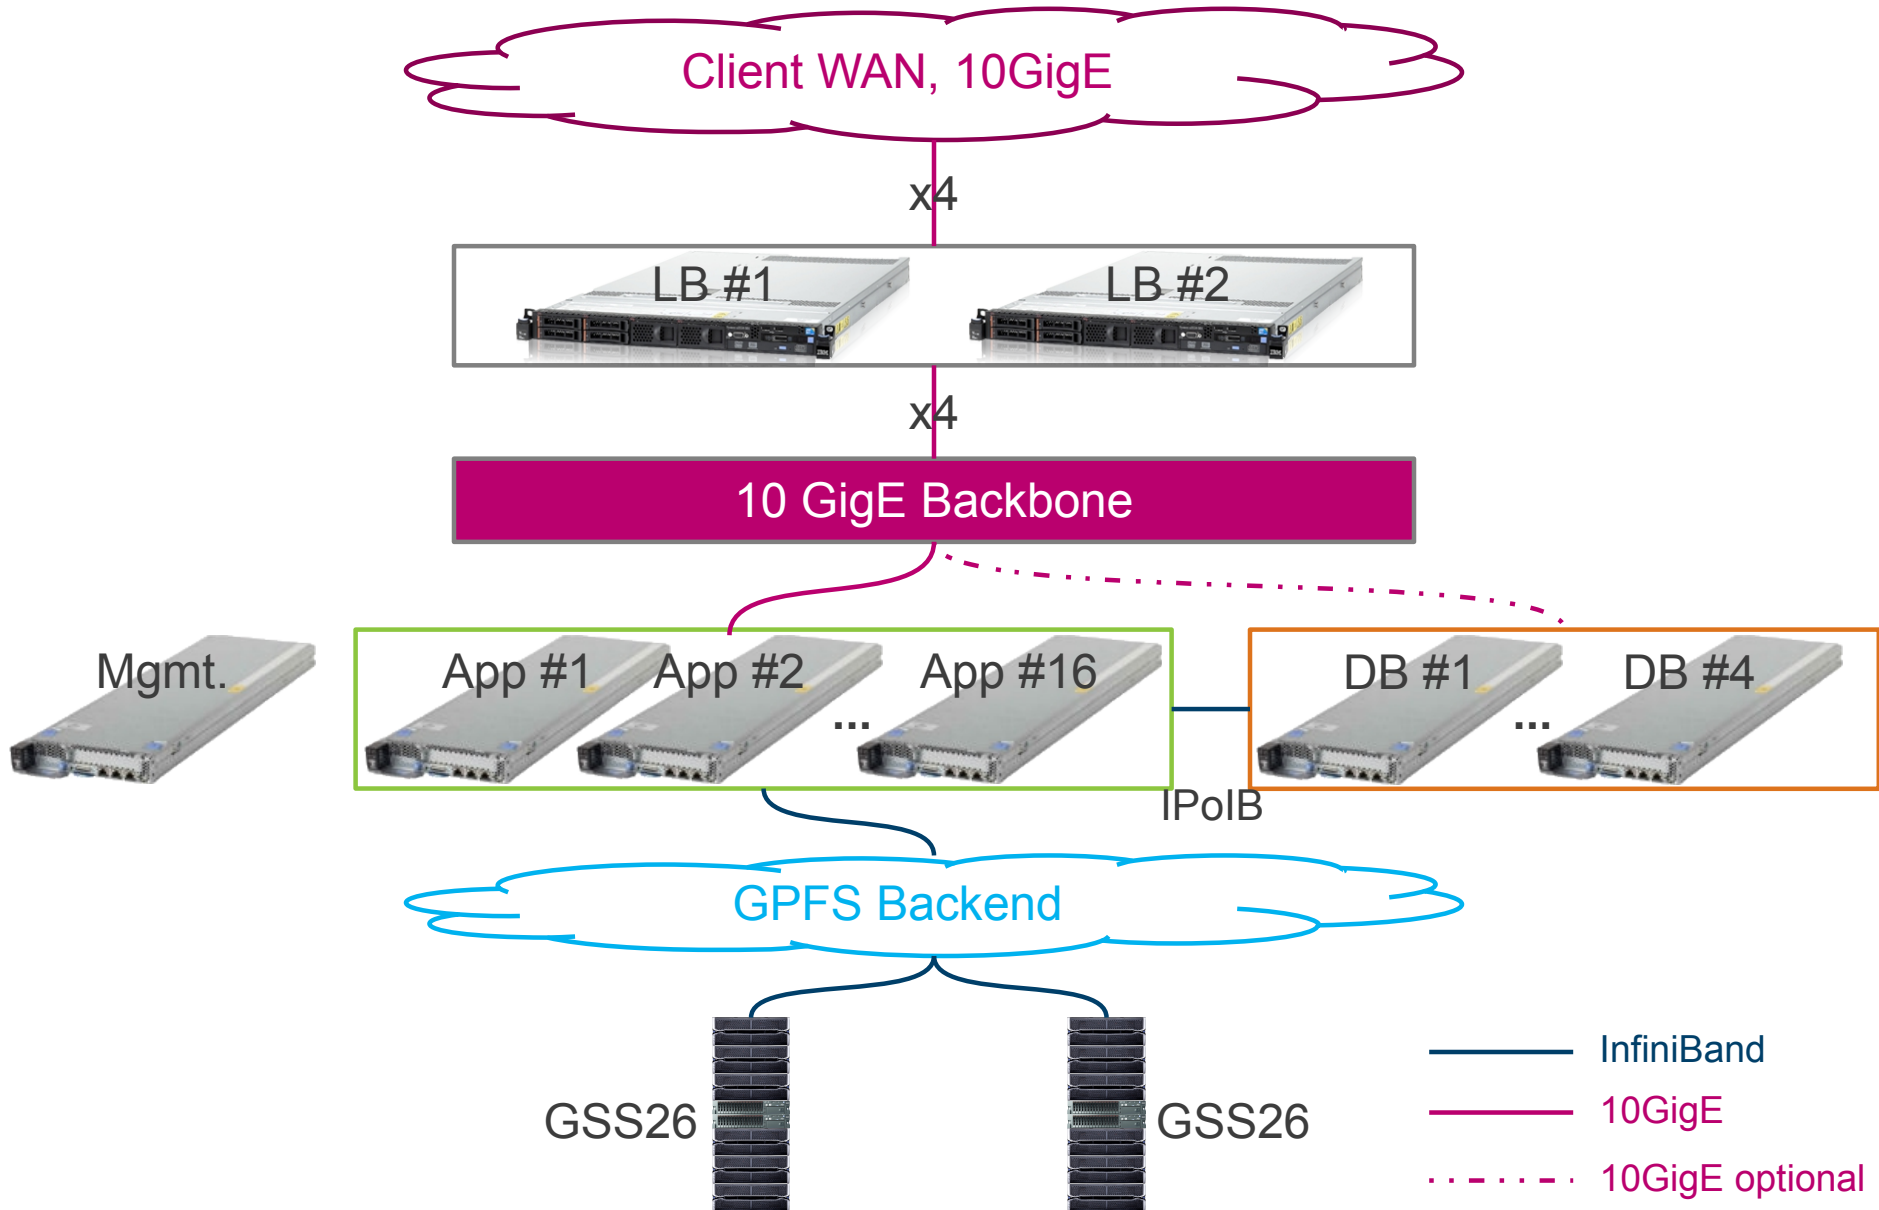 Client WAN, 10GigE
x4
LB #1
LB #2
x4
10 GigE Backbone
Mgmt.
App #1
App #2
...
App #16
DB #1
...
DB #4
IPoIB
GPFS Backend
GSS26
GSS26
InfiniBand
10GigE
10GigE optional